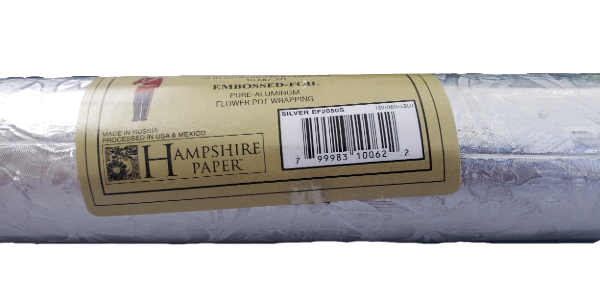 EMBOSSED-FOIL
PURE-ALUMINUM
FLOWER POT WRAPPING
MADE IN RUSSIA
PROCESSED IN USA & MEXICO
HAMPSHIRE
PAPER™
SILVER EF2050S
7 99983 10062 2